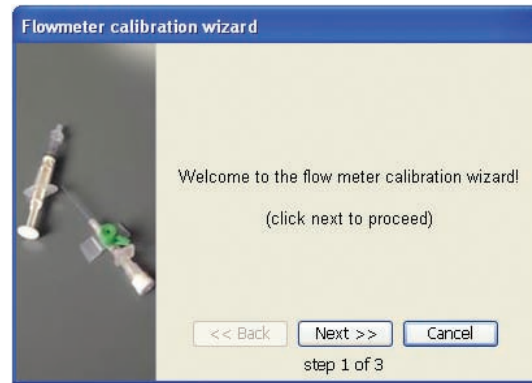 Flowmeter calibration wizard
Welcome to the flow meter calibration wizard!
(click next to proceed)
<< Back Next >> Cancel
step 1 of 3